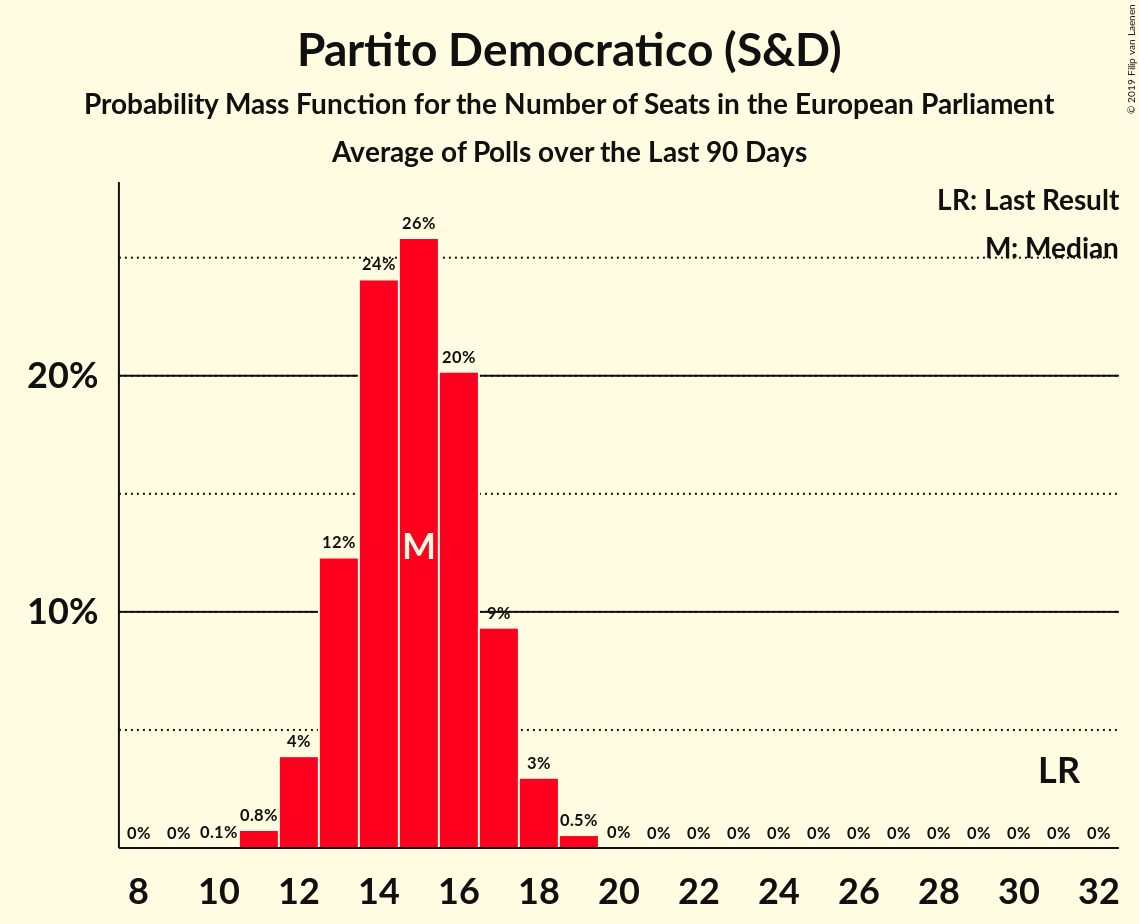 Partito Democratico (S&D)
Probability Mass Function for the Number of Seats in the European Parliament
Average of Polls over the Last 90 Days
© 2019 Filip van Laenen
LR: Last Result
M: Median
26%
24%
20%
20%
12%
M
10%
9%
4%
3%
LR
0% 0% 0.1% 0.8% 0.5% 0% 0% 0% 0% 0% 0% 0% 0% 0% 0% 0% 0% 0%
8 10 12 14 16 18 20 22 24 26 28 30 32